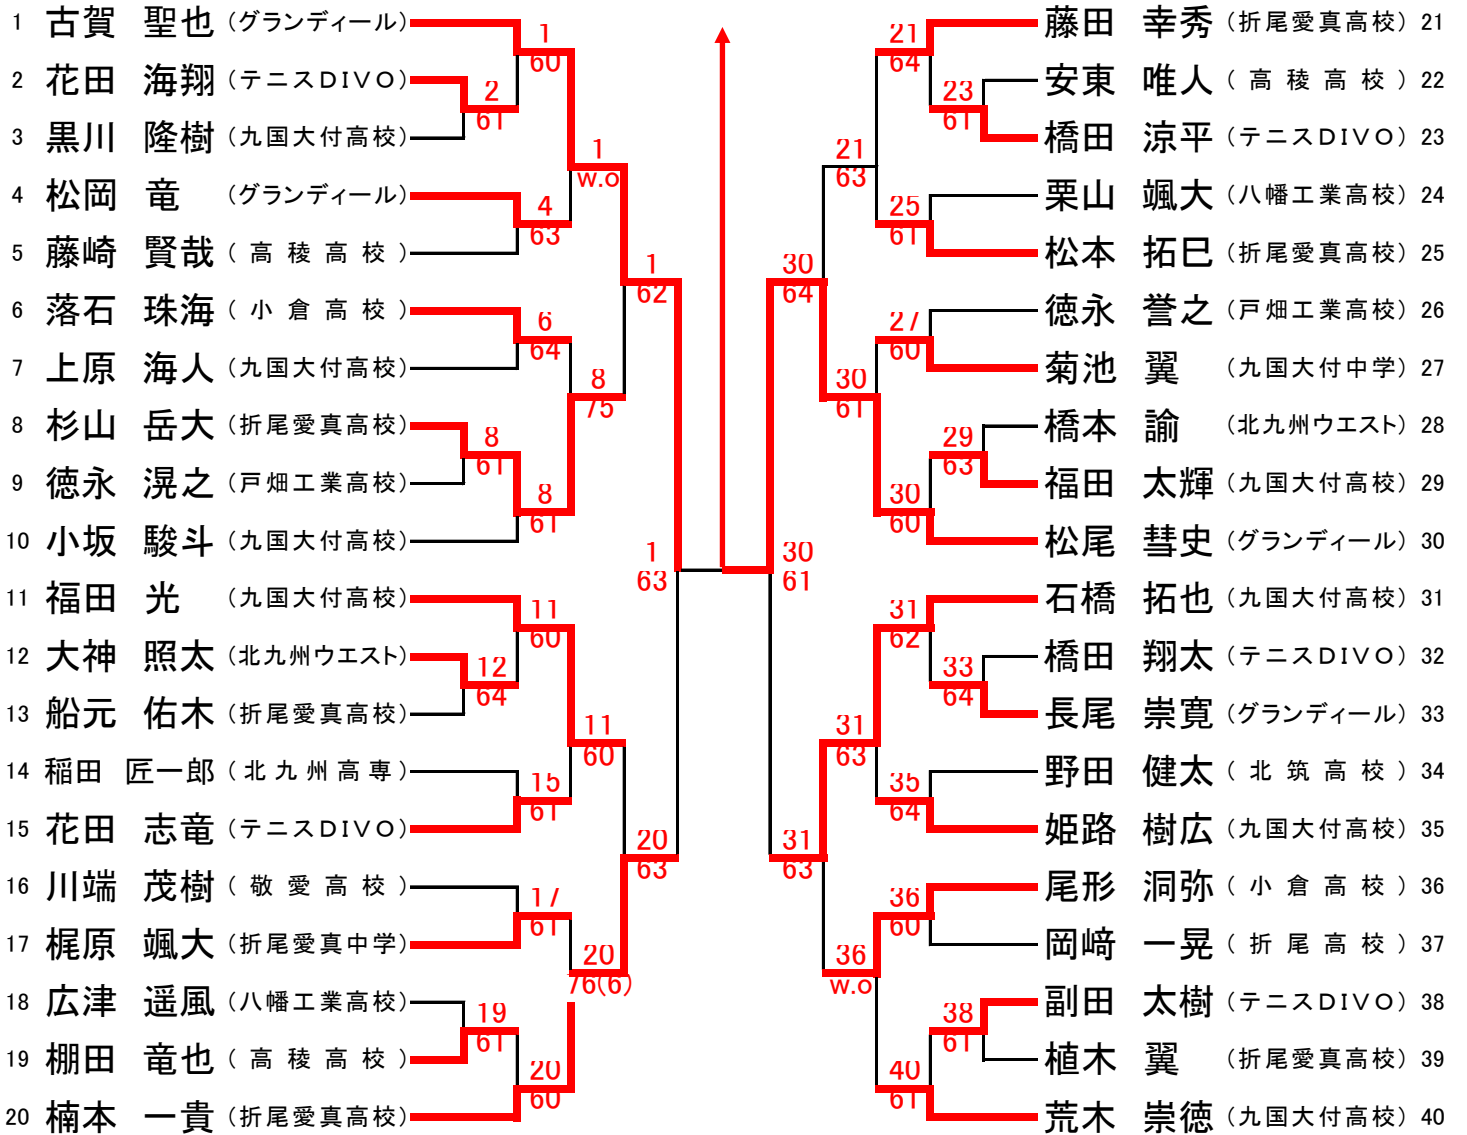 1 古賀 聖也 (グランディール)
2 花田 海翔 (テニスDIVO)
3 黒川 隆樹 (九国大付高校)
4 松岡 竜 (グランディール)
5 藤崎 賢哉 (高稜高校)
6 落石 珠海 (小倉高校)
7 上原 海人 (九国大付高校)
8 杉山 岳大 (折尾愛真高校)
9 徳永 滉之 (戸畑工業高校)
10 小坂 駿斗 (九国大付高校)
11 福田 光 (九国大付高校)
12 大神 照太 (北九州ウエスト)
13 船元 佑木 (折尾愛真高校)
14 稲田 匠一郎 (北九州高専)
15 花田 志竜 (テニスDIVO)
16 川端 茂樹 (敬愛高校)
17 梶原 颯大 (折尾愛真中学)
18 広津 遥風 (八幡工業高校)
19 棚田 竜也 (高稜高校)
20 楠本 一貴 (折尾愛真高校)
2
61
8
61
12
64
19
61
1
60
4
63
6
64
8
61
11
60
15
61
17
61
20
60
1
w.o
8
75
11
60
20
76(6)
1
62
20
63
1
63
30
61
30
64
31
63
21
63
30
61
31
63
36
w.o
21
64
25
61
27
60
30
60
31
62
35
64
36
60
40
61
23
61
29
63
33
64
38
61
藤田 幸秀 (折尾愛真高校) 21
安東 唯人 (高稜高校) 22
橋田 涼平 (テニスDIVO) 23
栗山 颯大 (八幡工業高校) 24
松本 拓巳 (折尾愛真高校) 25
徳永 誉之 (戸畑工業高校) 26
菊池 翼 (九国大付中学) 27
橋本 諭 (北九州ウエスト) 28
福田 太輝 (九国大付高校) 29
松尾 彗史 (グランディール) 30
石橋 拓也 (九国大付高校) 31
橋田 翔太 (テニスDIVO) 32
長尾 崇寛 (グランディール) 33
野田 健太 (北筑高校) 34
姫路 樹広 (九国大付高校) 35
尾形 洞弥 (小倉高校) 36
岡﨑 一晃 (折尾高校) 37
副田 太樹 (テニスDIVO) 38
植木 翼 (折尾愛真高校) 39
荒木 崇徳 (九国大付高校) 40